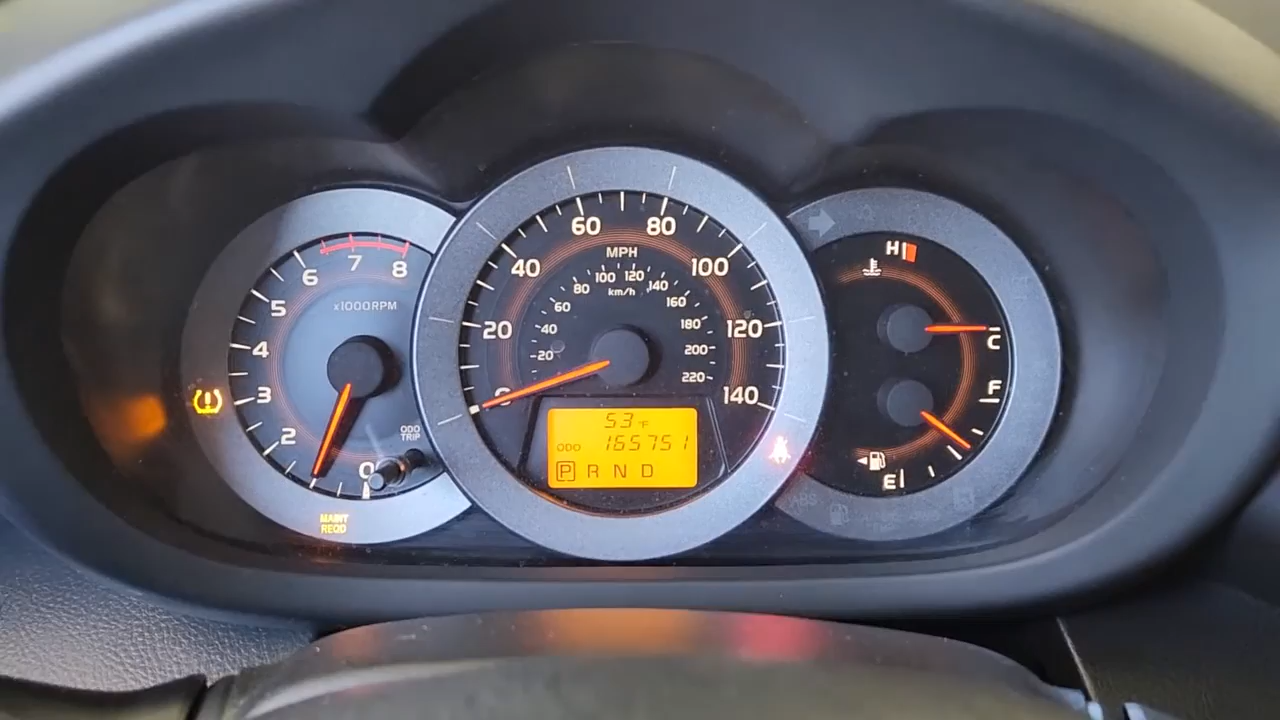 0
2
3
4
5
6
7
8
x1000RPM
ODO
TRIP
MAINT
REQD
20
40
60
80
100
120
140
MPH
20
40
60
80
100
120
140
160
180
200
220
km/h
53°F
ODO 165751
P R N D
H
C
F
E
ABS